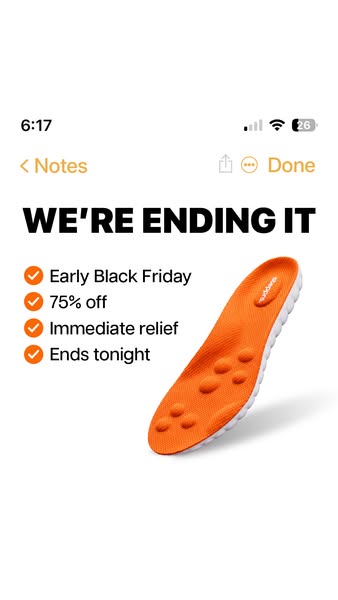 6:17
26
Notes
Done
WE’RE ENDING IT
Early Black Friday
75% off
Immediate relief
Ends tonight